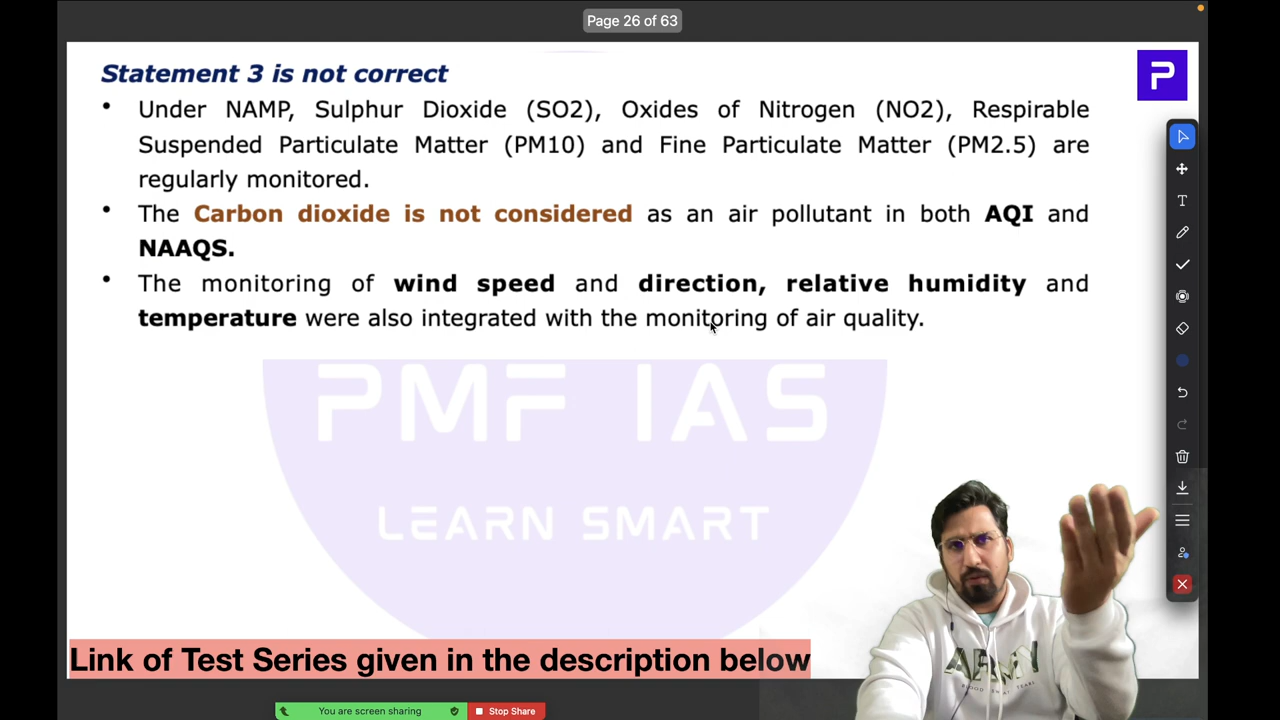 Page 26 of 63
Statement 3 is not correct
P
• Under NAMP, Sulphur Dioxide (SO2), Oxides of Nitrogen (NO2), Respirable
Suspended Particulate Matter (PM10) and Fine Particulate Matter (PM2.5) are
regularly monitored.
• The Carbon dioxide is not considered as an air pollutant in both AQI and
NAAQS.
• The monitoring of wind speed and direction, relative humidity and
temperature were also integrated with the monitoring of air quality.
PMF IAS
LEARN SMART
ARMY
Link of Test Series given in the description below
You are screen sharing
Stop Share